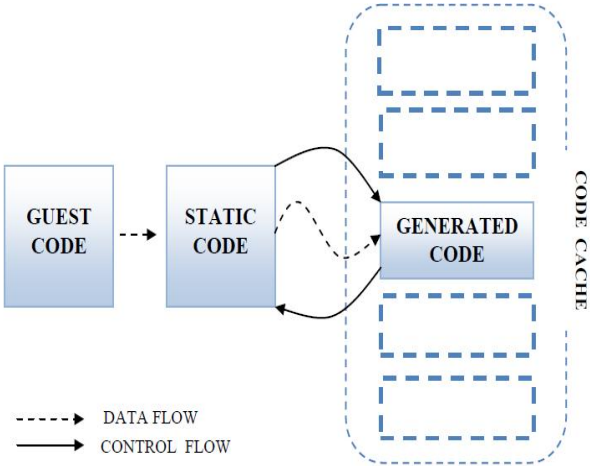 GUEST
CODE
STATIC
CODE
GENERATED
CODE
CODE CACHE
DATA FLOW
CONTROL FLOW